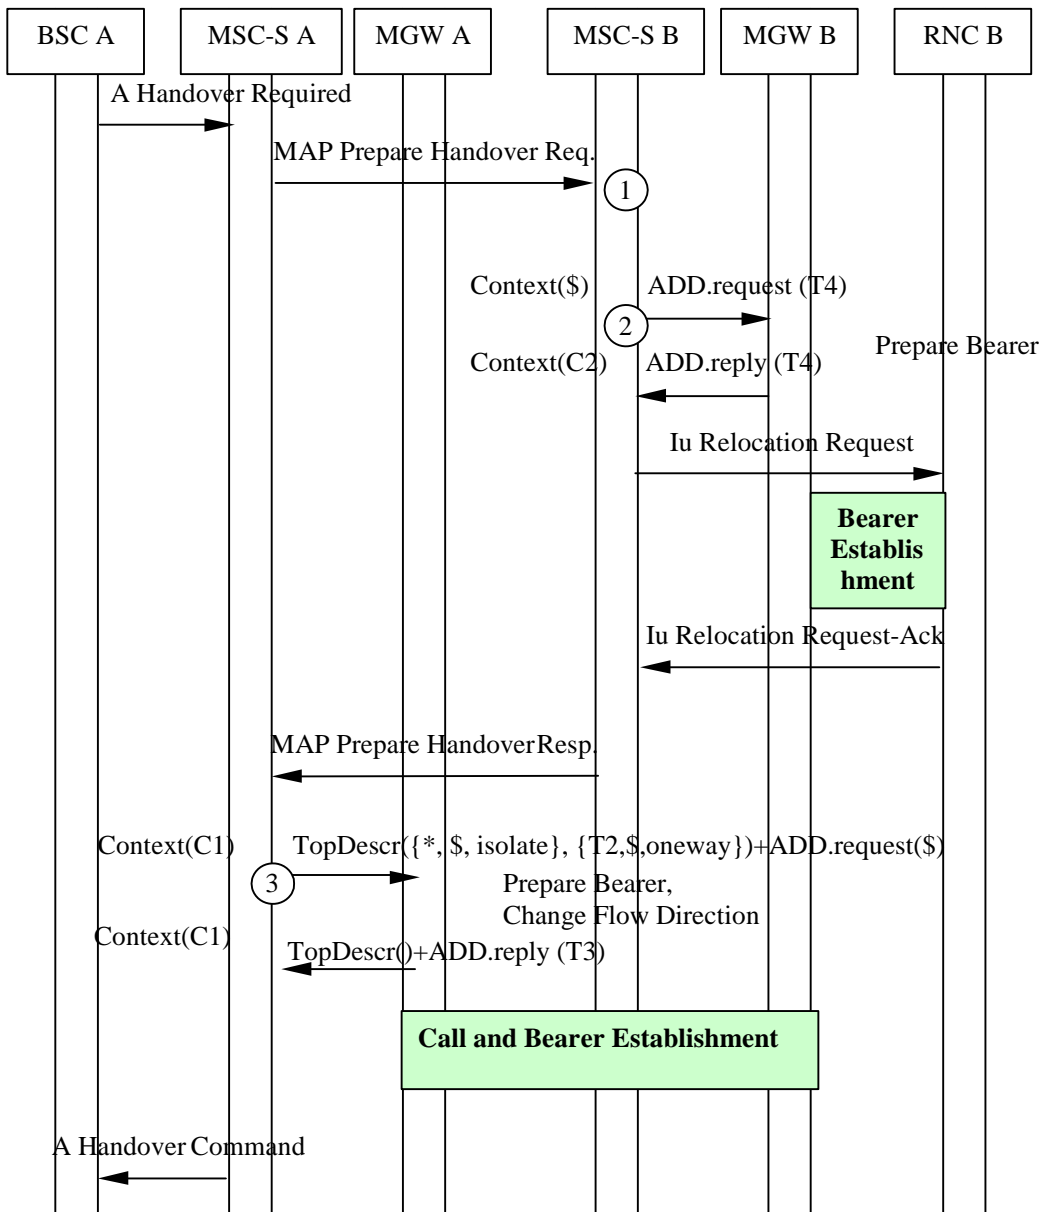 BSC A
MSC-S A
MGW A
MSC-S B
MGW B
RNC B
A Handover Required
MAP Prepare Handover Req.
1
Context($)
ADD.request (T4)
2
Prepare Bearer
Context(C2)
ADD.reply (T4)
Iu Relocation Request
Bearer
Establis
hment
Iu Relocation Request-Ack
MAP Prepare Handover Resp.
Context(C1)
TopDescr({*, $, isolate}, {T2,$,oneway})+ADD.request($)
3
Prepare Bearer,
Change Flow Direction
Context(C1)
TopDescr()+ADD.reply (T3)
Call and Bearer Establishment
A Handover Command